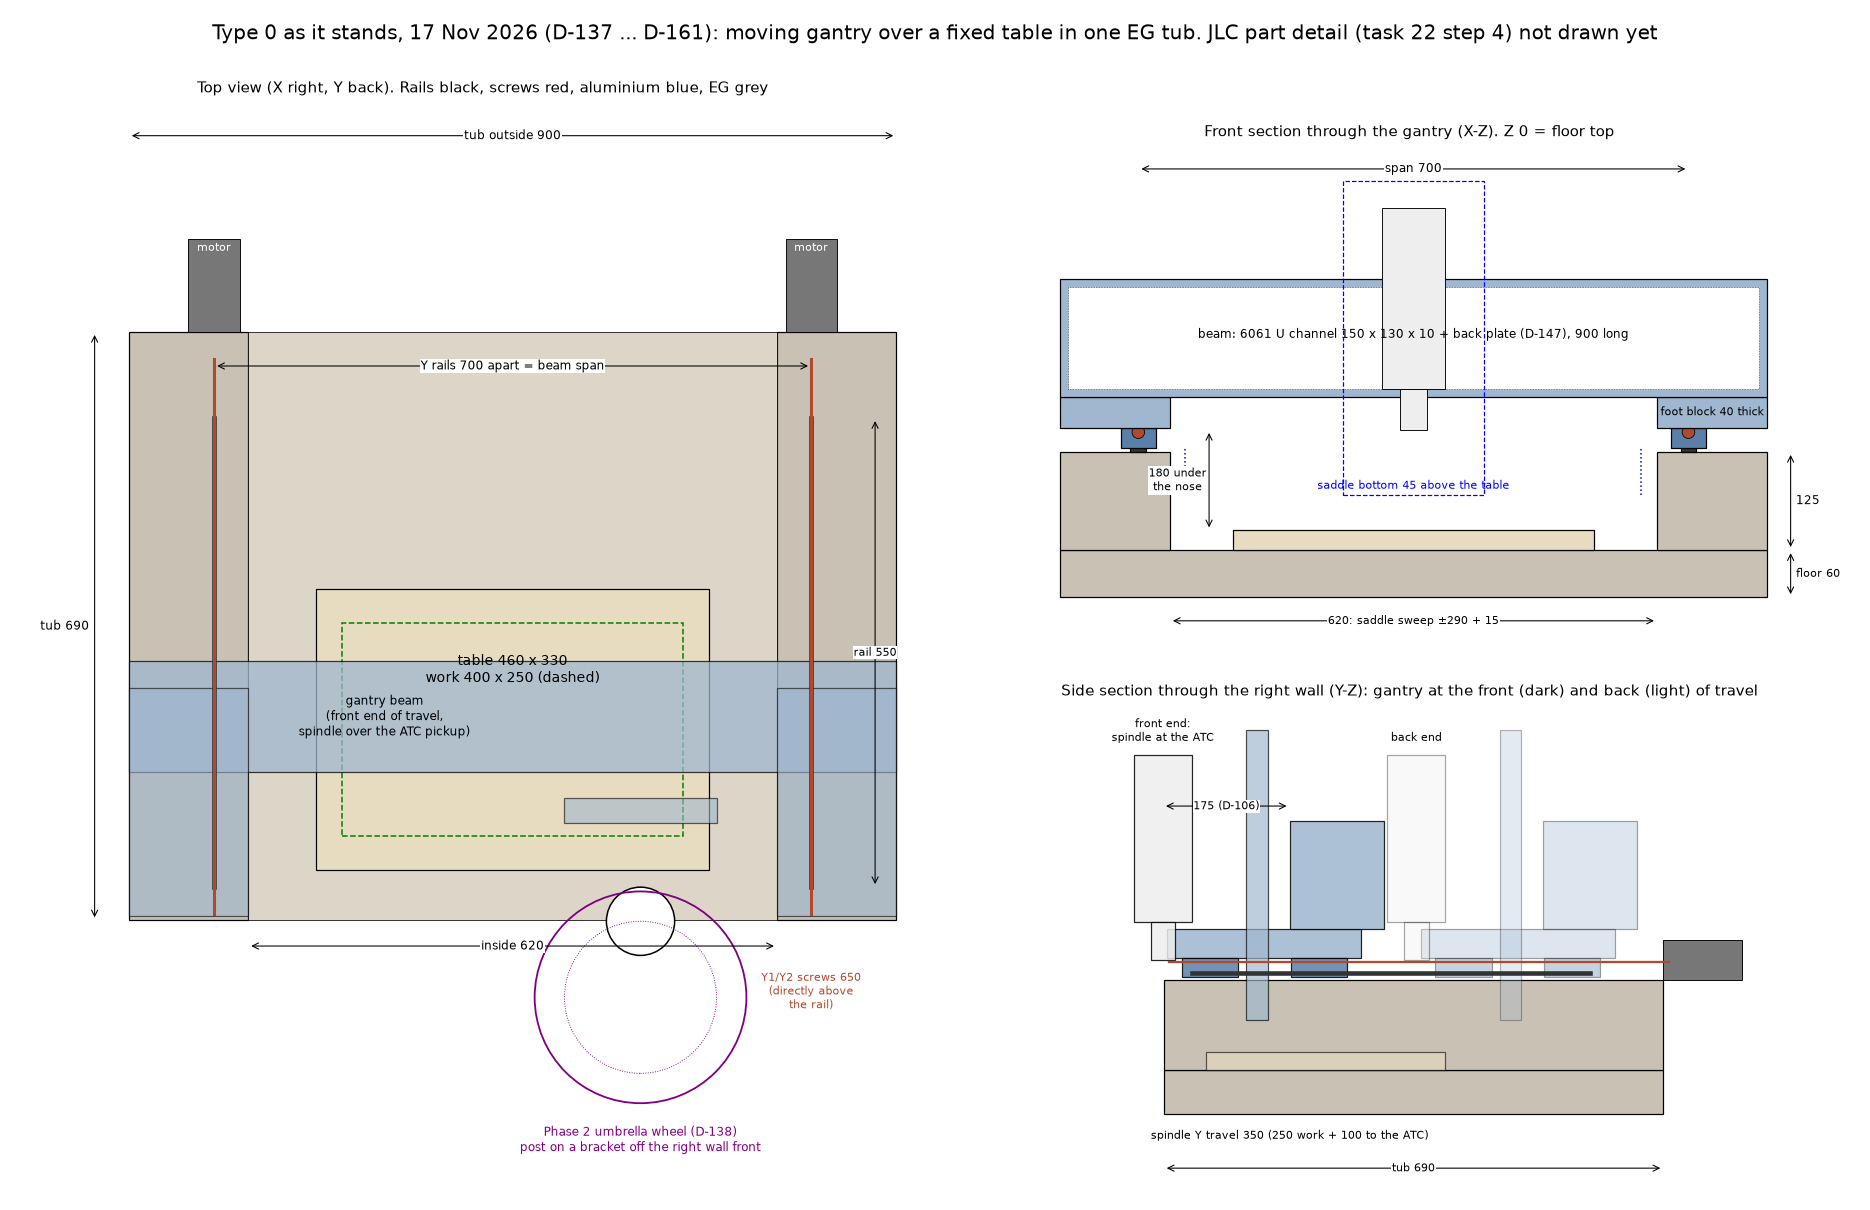 Type 0 as it stands, 17 Nov 2026 (D-137 ... D-161): moving gantry over a fixed table in one EG tub. JLC part detail (task 22 step 4) not drawn yet
Top view (X right, Y back). Rails black, screws red, aluminium blue, EG grey
tub outside 900
motor
motor
Y rails 700 apart = beam span
tub 690
rail 550
table 460 x 330
work 400 x 250 (dashed)
gantry beam
(front end of travel,
spindle over the ATC pickup)
inside 620
Y1/Y2 screws 650
(directly above
the rail)
Phase 2 umbrella wheel (D-138)
post on a bracket off the right wall front
Front section through the gantry (X-Z). Z 0 = floor top
span 700
beam: 6061 U channel 150 x 130 x 10 + back plate (D-147), 900 long
foot block 40 thick
180 under
the nose
saddle bottom 45 above the table
125
floor 60
620: saddle sweep ±290 + 15
Side section through the right wall (Y-Z): gantry at the front (dark) and back (light) of travel
front end:
spindle at the ATC
back end
175 (D-106)
spindle Y travel 350 (250 work + 100 to the ATC)
tub 690